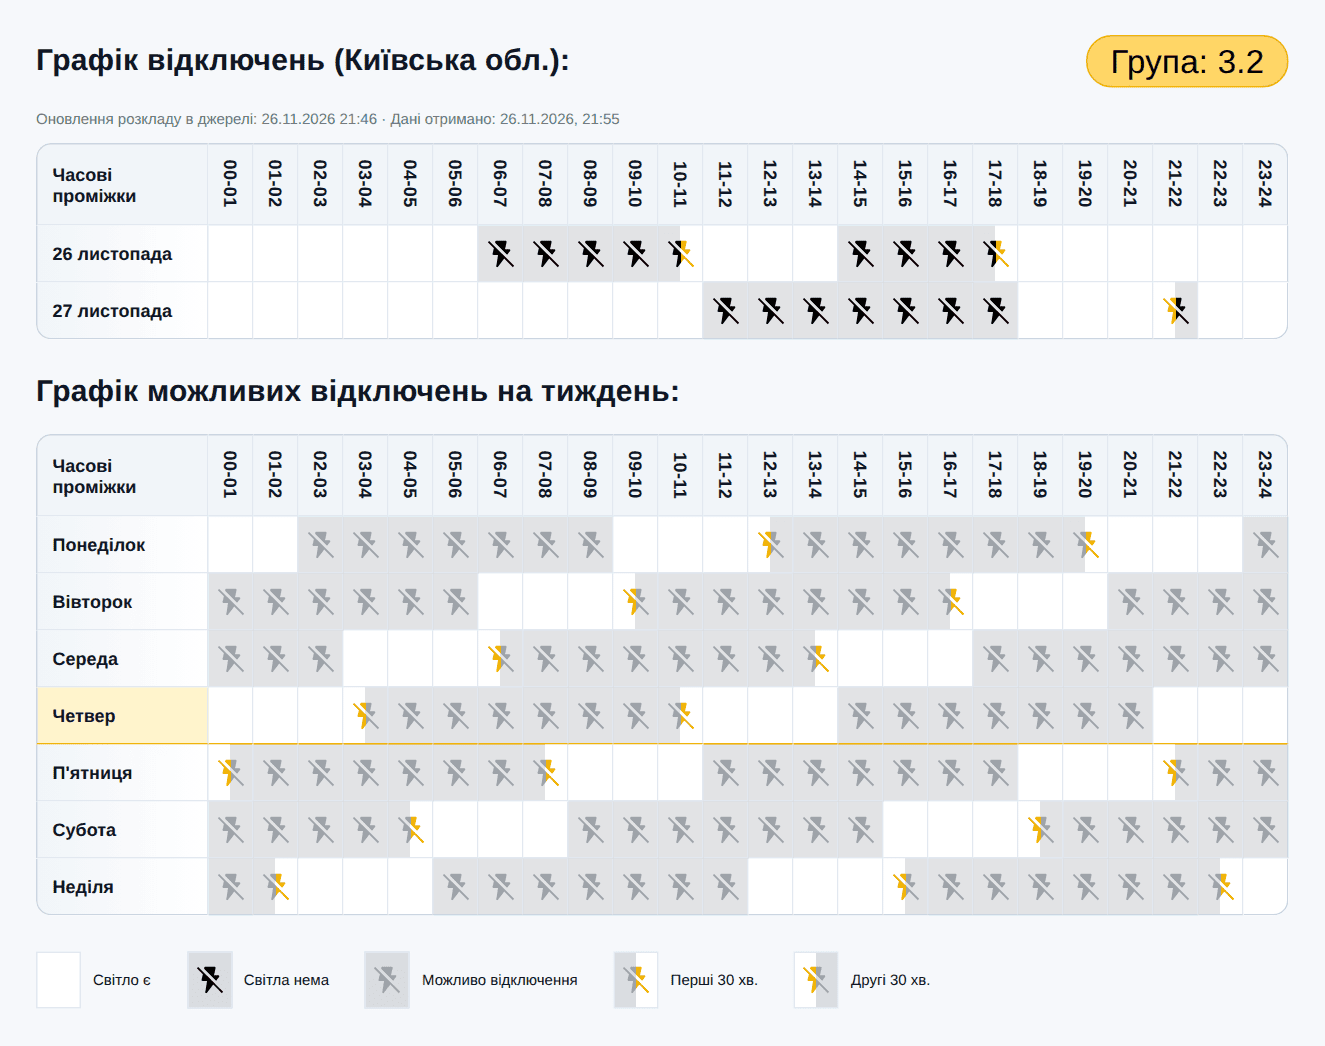 Графік відключень (Київська обл.):
Група: 3.2
Оновлення розкладу в джерелі: 26.11.2026 21:46 · Дані отримано: 26.11.2026, 21:55
Часові проміжки 00-01 01-02 02-03 03-04 04-05 05-06 06-07 07-08 08-09 09-10 10-11 11-12 12-13 13-14 14-15 15-16 16-17 17-18 18-19 19-20 20-21 21-22 22-23 23-24
26 листопада
27 листопада
Графік можливих відключень на тиждень:
Часові проміжки 00-01 01-02 02-03 03-04 04-05 05-06 06-07 07-08 08-09 09-10 10-11 11-12 12-13 13-14 14-15 15-16 16-17 17-18 18-19 19-20 20-21 21-22 22-23 23-24
Понеділок
Вівторок
Середа
Четвер
П'ятниця
Субота
Неділя
Світло є Світла нема Можливо відключення Перші 30 хв. Другі 30 хв.